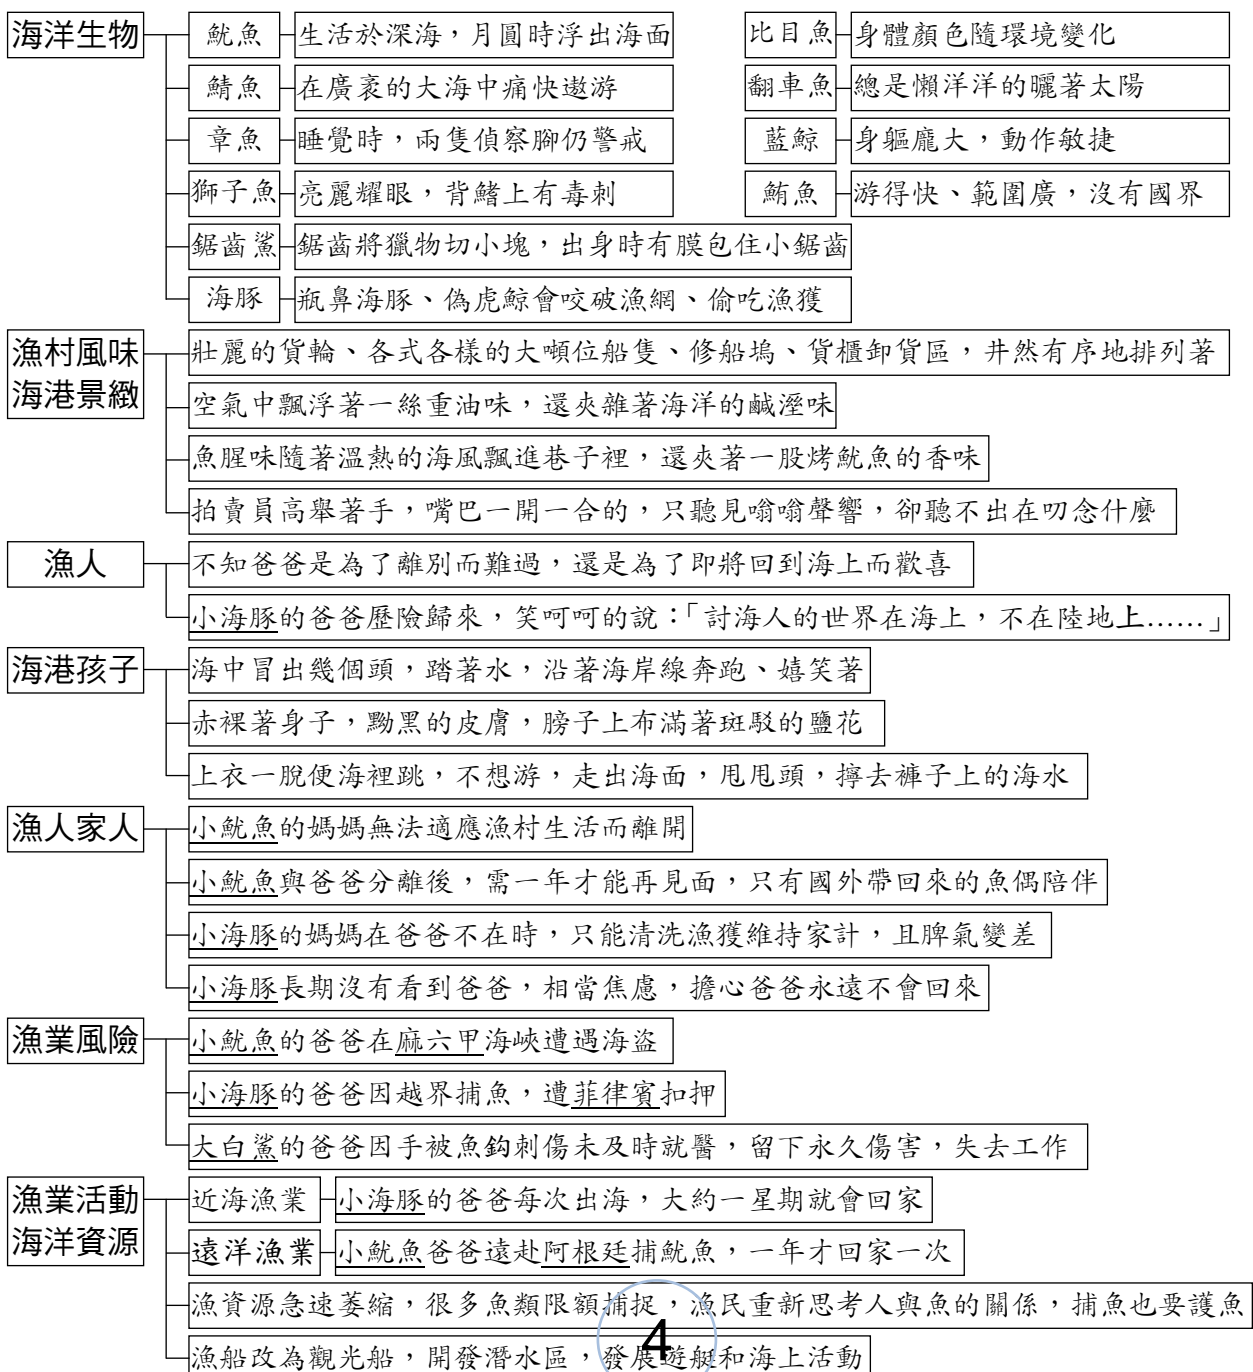 海洋生物
魷魚 生活於深海，月圓時浮出海面
比目魚 身體顏色隨環境變化
鯖魚 在廣袤的大海中痛快遨游
翻車魚 總是懶洋洋的曬著太陽
章魚 睡覺時，兩隻偵察腳仍警戒
藍鯨 身軀龐大，動作敏捷
獅子魚 亮麗耀眼，背鰭上有毒刺
鮪魚 游得快、範圍廣，沒有國界
鋸齒鯊 鋸齒將獵物切小塊，出身時有膜包住小鋸齒
海豚 瓶鼻海豚、偽虎鯨會咬破漁網、偷吃漁獲
漁村風味
海港景緻
壯麗的貨輪、各式各樣的大噸位船隻、修船塢、貨櫃卸貨區，井然有序地排列著
空氣中飄浮著一絲重油味，還夾雜著海洋的鹹溼味
魚腥味隨著溫熱的海風飄進巷子裡，還夾著一股烤魷魚的香味
拍賣員高舉著手，嘴巴一開一合的，只聽見嗡嗡聲響，卻聽不出在叨念什麼
漁人
不知爸爸是為了離別而難過，還是為了即將回到海上而歡喜
小海豚的爸爸歷險歸來，笑呵呵的說：「討海人的世界在海上，不在陸地上……」
海港孩子
海中冒出幾個頭，踏著水，沿著海岸線奔跑、嬉笑著
赤裸著身子，黝黑的皮膚，膀子上布滿著斑駁的鹽花
上衣一脫便海裡跳，不想游，走出海面，甩甩頭，擰去褲子上的海水
漁人家人
小魷魚的媽媽無法適應漁村生活而離開
小魷魚與爸爸分離後，需一年才能再見面，只有國外帶回來的魚偶陪伴
小海豚的媽媽在爸爸不在時，只能清洗漁獲維持家計，且脾氣變差
小海豚長期沒有看到爸爸，相當焦慮，擔心爸爸永遠不會回來
漁業風險
小魷魚的爸爸在麻六甲海峽遭遇海盜
小海豚的爸爸因越界捕魚，遭菲律賓扣押
大白鯊的爸爸因手被魚鈎刺傷未及時就醫，留下永久傷害，失去工作
漁業活動
海洋資源
近海漁業 小海豚的爸爸每次出海，大約一星期就會回家
遠洋漁業 小魷魚爸爸遠赴阿根廷捕魷魚，一年才回家一次
漁資源急速萎縮，很多魚類限額捕捉，漁民重新思考人與魚的關係，捕魚也要護魚
漁船改為觀光船，開發潛水區，發展遊艇和海上活動
4